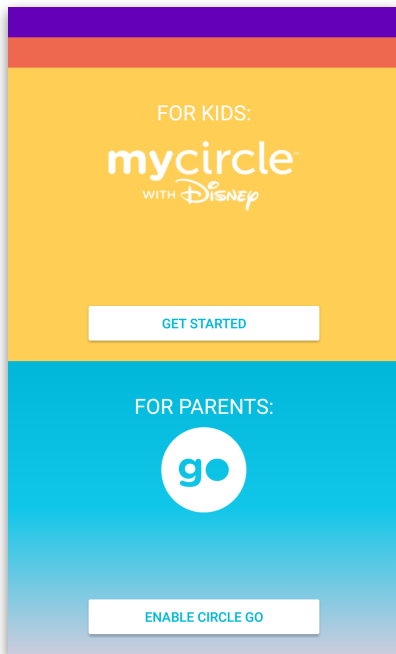 FOR KIDS:
mycircle™
WITH Disney
GET STARTED
FOR PARENTS:
go
ENABLE CIRCLE GO